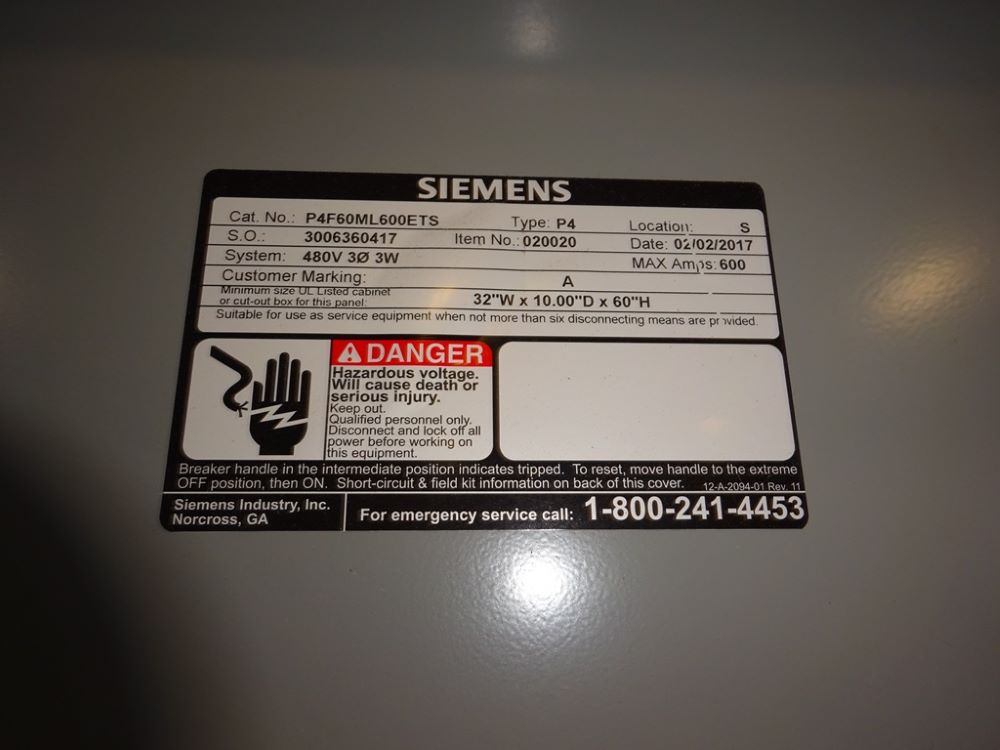 SIEMENS
Cat. No.: P4F60ML600ETS Type: P4 Location: S
S.O.: 3006360417 Item No.: 020020 Date: 02/02/2017
System: 480V 3Ø 3W MAX Amps: 600
Customer Marking: A
Minimum size UL Listed cabinet
or cut-out box for this panel: 32"W x 10.00"D x 60"H
Suitable for use as service equipment when not more than six disconnecting means are provided.
DANGER
Hazardous voltage.
Will cause death or
serious injury.
Keep out.
Qualified personnel only.
Disconnect and lock off all
power before working on
this equipment.
Breaker handle in the intermediate position indicates tripped. To reset, move handle to the extreme
OFF position, then ON. Short-circuit & field kit information on back of this cover. 12-A-2094-01 Rev. 11
Siemens Industry, Inc.
Norcross, GA
For emergency service call: 1-800-241-4453